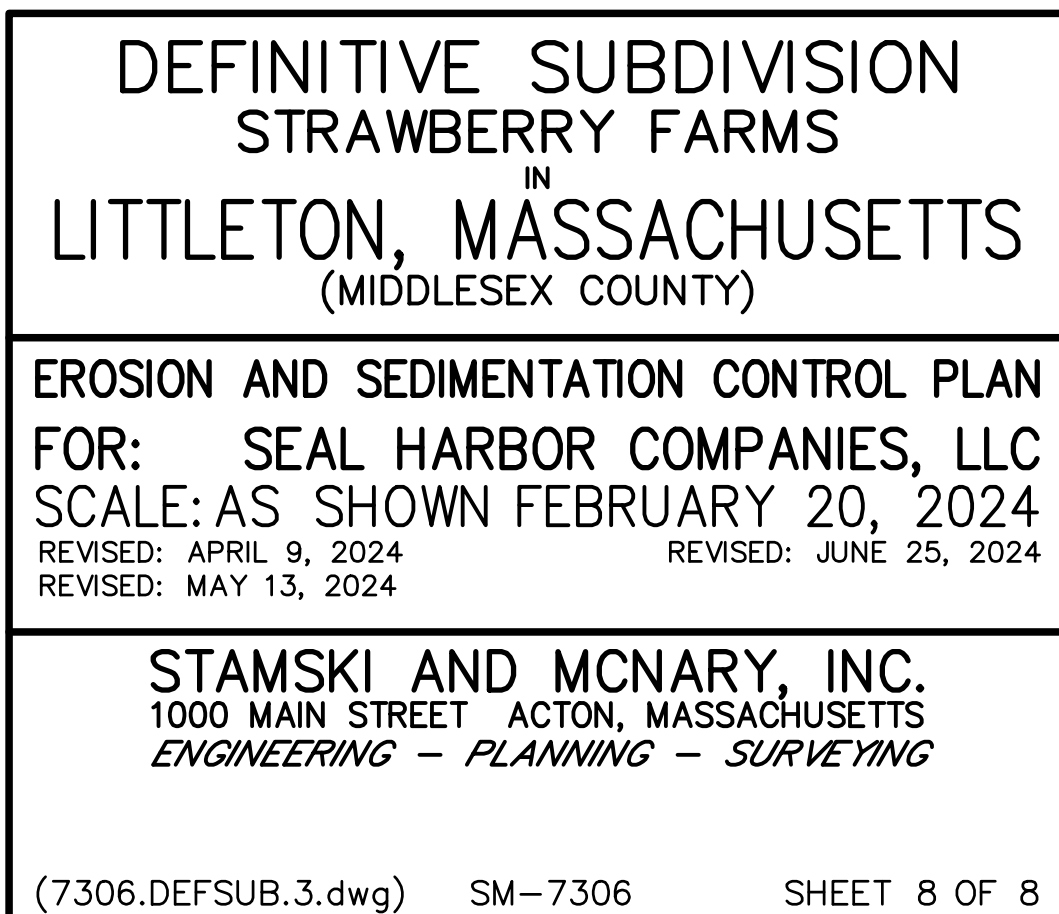 DEFINITIVE SUBDIVISION
STRAWBERRY FARMS
IN
LITTLETON, MASSACHUSETTS
(MIDDLESEX COUNTY)
EROSION AND SEDIMENTATION CONTROL PLAN
FOR: SEAL HARBOR COMPANIES, LLC
SCALE: AS SHOWN FEBRUARY 20, 2024
REVISED: APRIL 9, 2024 REVISED: JUNE 25, 2024
REVISED: MAY 13, 2024
STAMSKI AND MCNARY, INC.
1000 MAIN STREET ACTON, MASSACHUSETTS
ENGINEERING – PLANNING – SURVEYING
(7306.DEFSUB.3.dwg) SM–7306 SHEET 8 OF 8